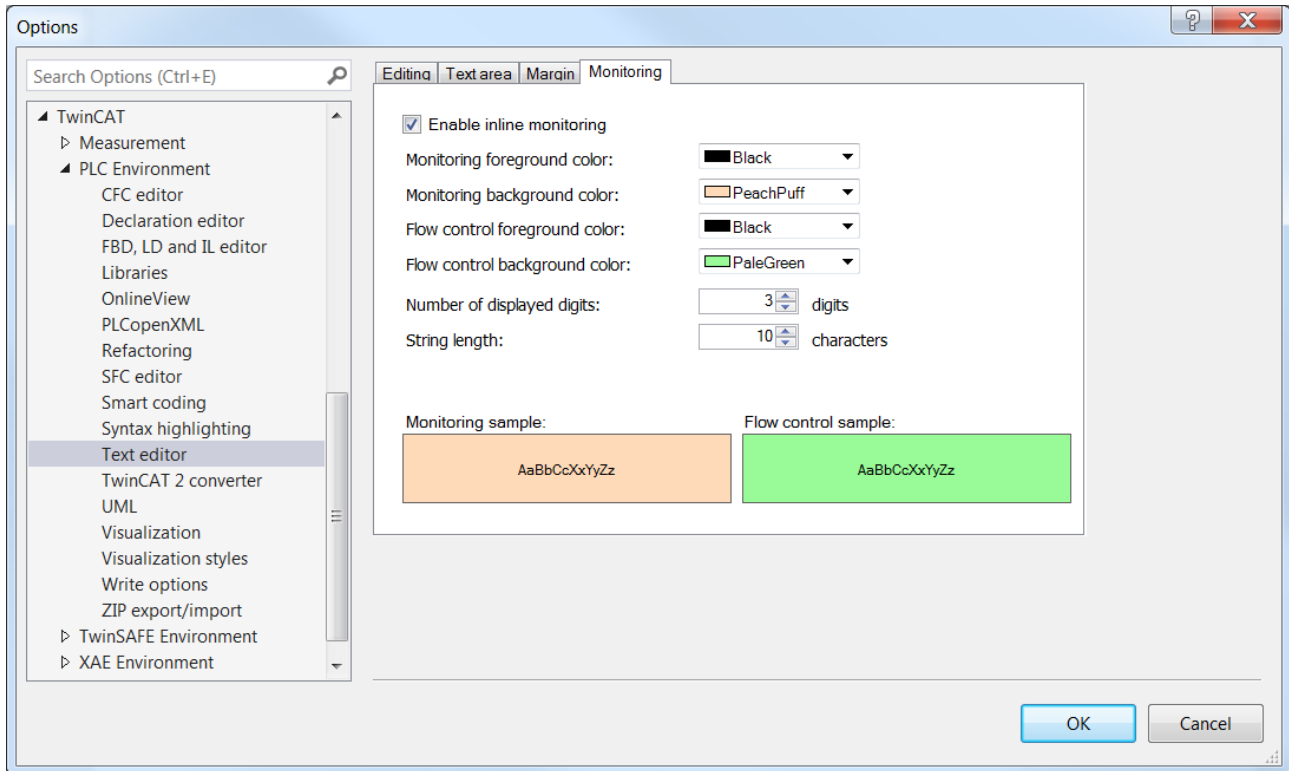 Options
Search Options (Ctrl+E)
TwinCAT
Measurement
PLC Environment
CFC editor
Declaration editor
FBD, LD and IL editor
Libraries
OnlineView
PLCopenXML
Refactoring
SFC editor
Smart coding
Syntax highlighting
Text editor
TwinCAT 2 converter
UML
Visualization
Visualization styles
Write options
ZIP export/import
TwinSAFE Environment
XAE Environment
Editing Text area Margin Monitoring
Enable inline monitoring
Monitoring foreground color: Black
Monitoring background color: PeachPuff
Flow control foreground color: Black
Flow control background color: PaleGreen
Number of displayed digits: 3 digits
String length: 10 characters
Monitoring sample: Flow control sample:
AaBbCcXxYyZz AaBbCcXxYyZz
OK Cancel